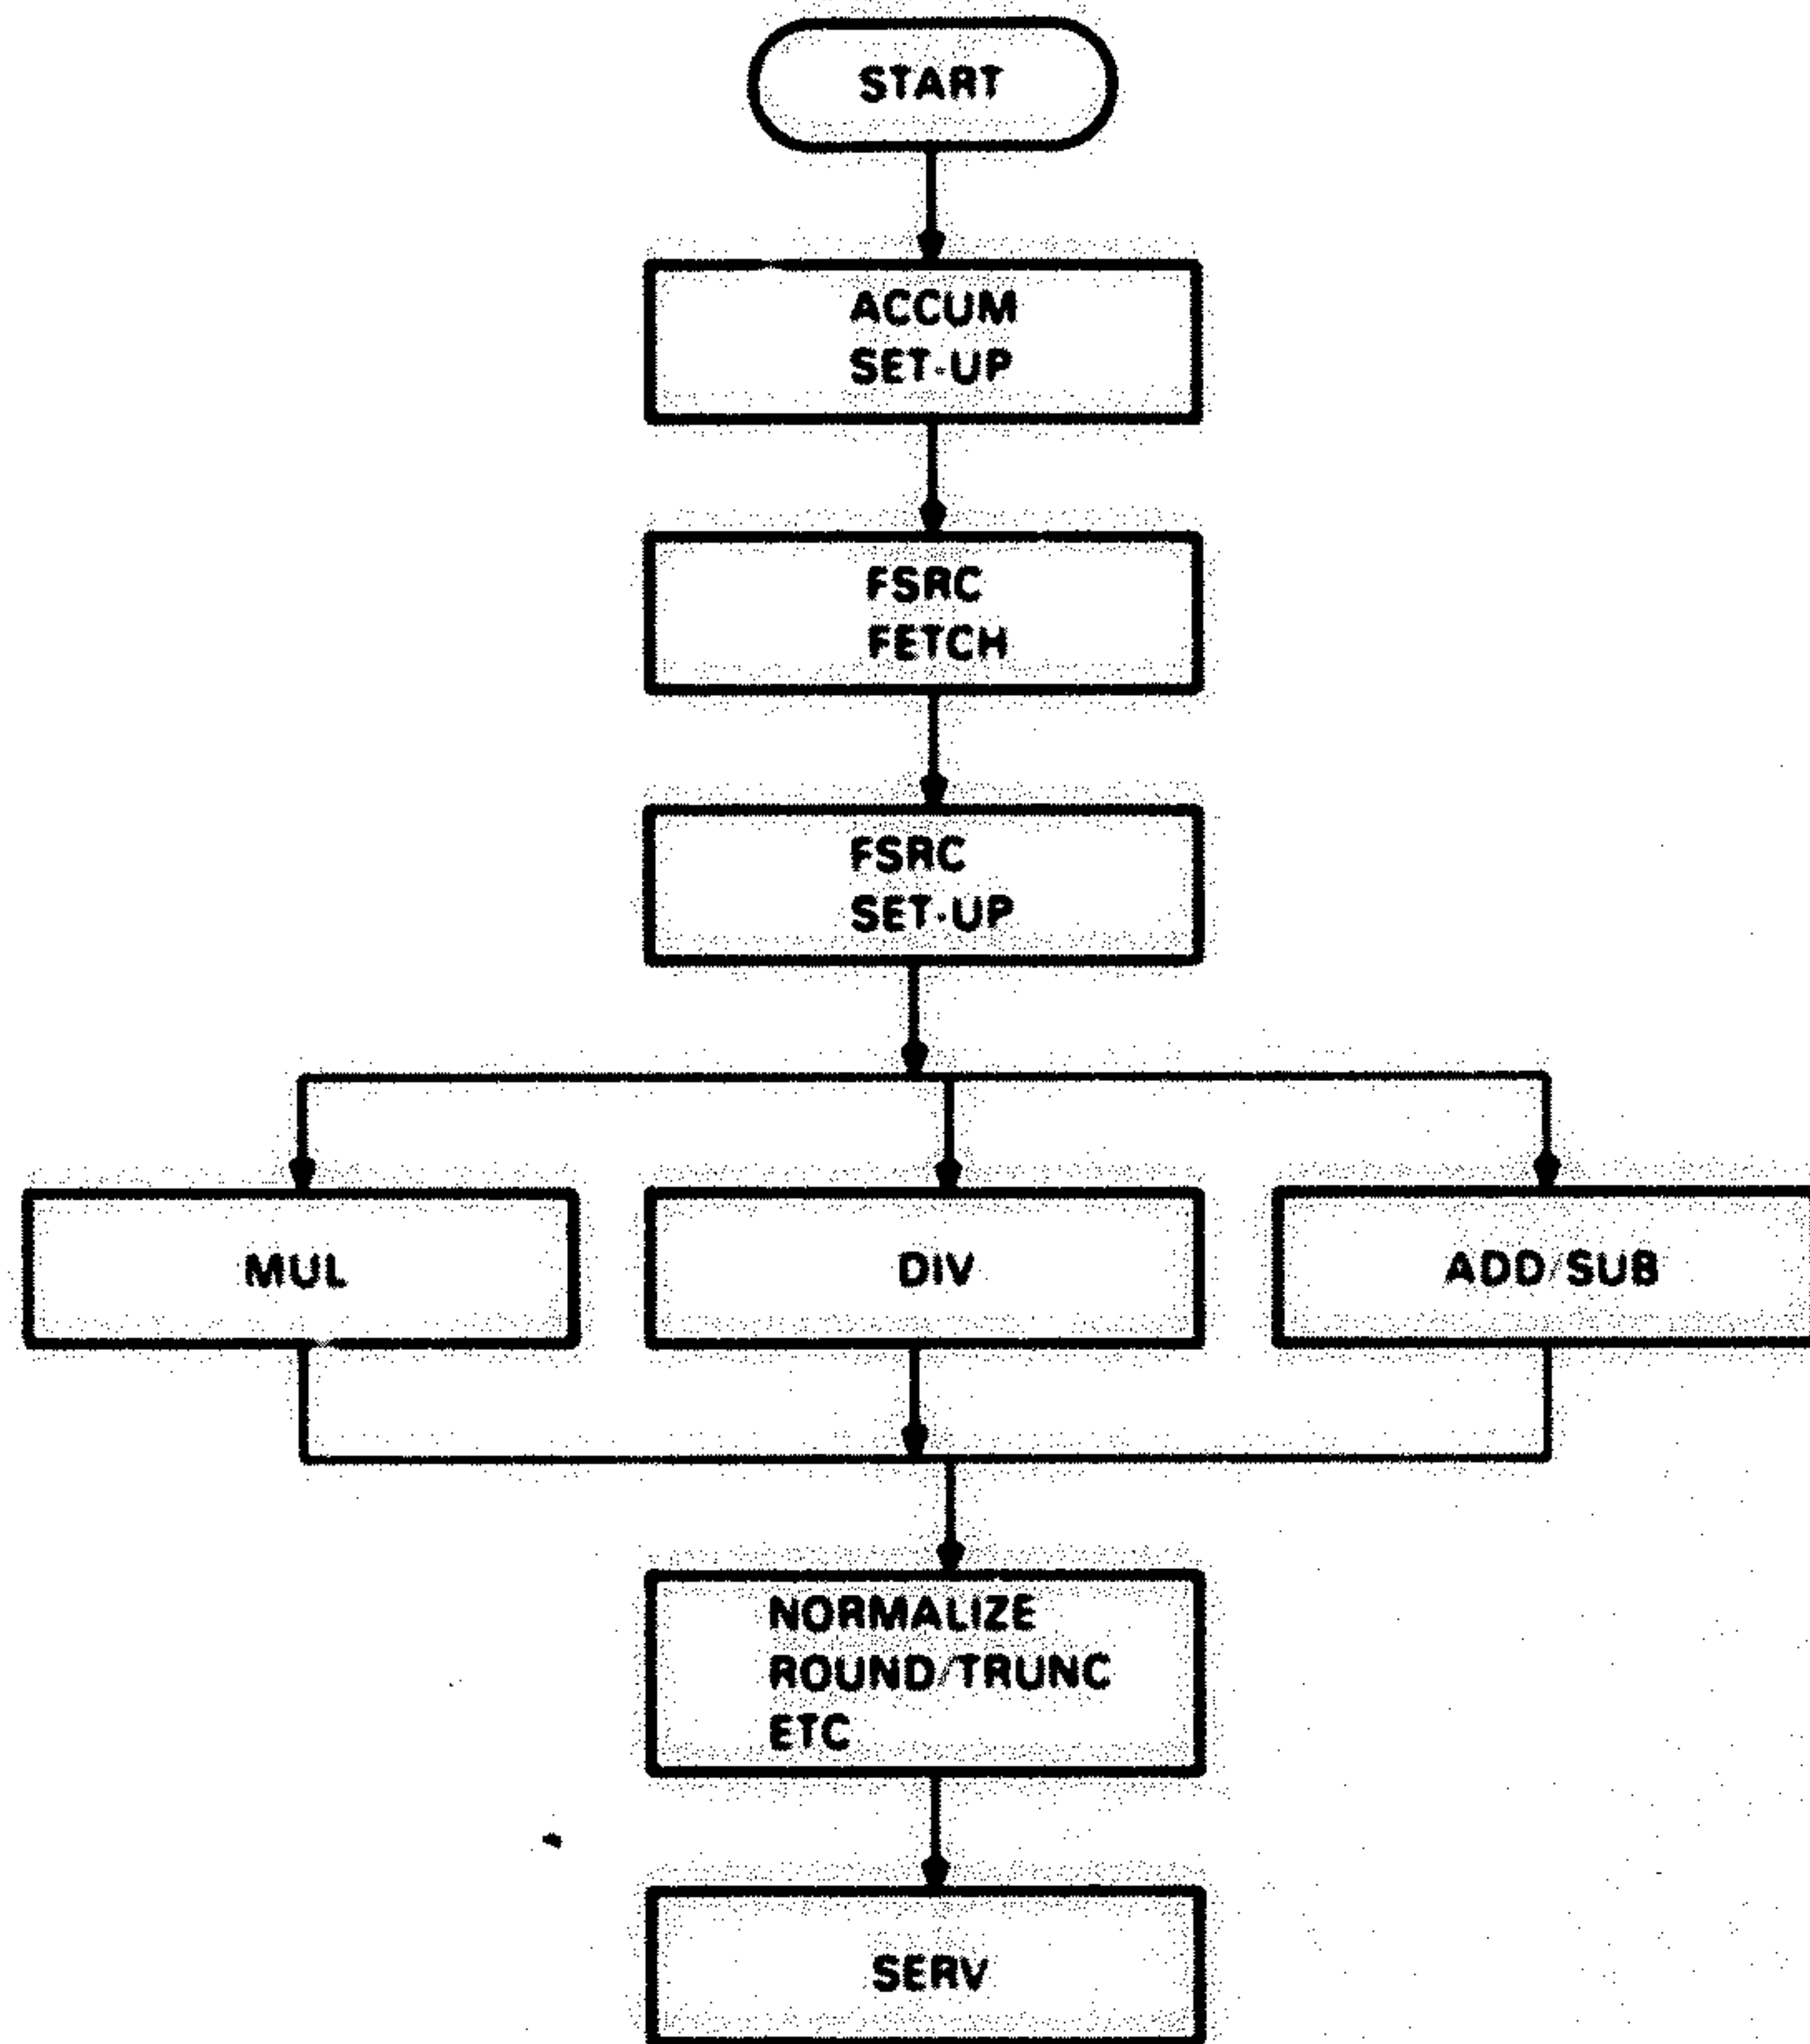 START
ACCUM
SET-UP
FSRC
FETCH
FSRC
SET-UP
MUL
DIV
ADD/SUB
NORMALIZE
ROUND/TRUNC
ETC
SERV